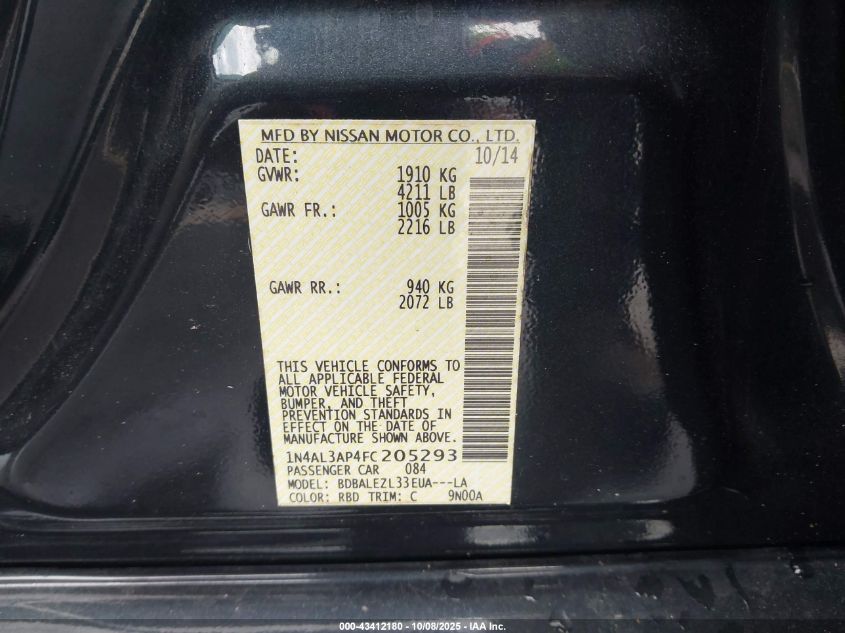 MFD BY NISSAN MOTOR CO., LTD.
DATE: 10/14
GVWR: 1910 KG
4211 LB
GAWR FR.: 1005 KG
2216 LB
GAWR RR.: 940 KG
2072 LB
THIS VEHICLE CONFORMS TO
ALL APPLICABLE FEDERAL
MOTOR VEHICLE SAFETY,
BUMPER, AND THEFT
PREVENTION STANDARDS IN
EFFECT ON THE DATE OF
MANUFACTURE SHOWN ABOVE.
1N4AL3AP4FC205293
PASSENGER CAR 084
MODEL: BDBALEZL33EUA---LA
COLOR: RBD TRIM: C 9N00A
000-43412180 - 10/08/2025 - IAA Inc.